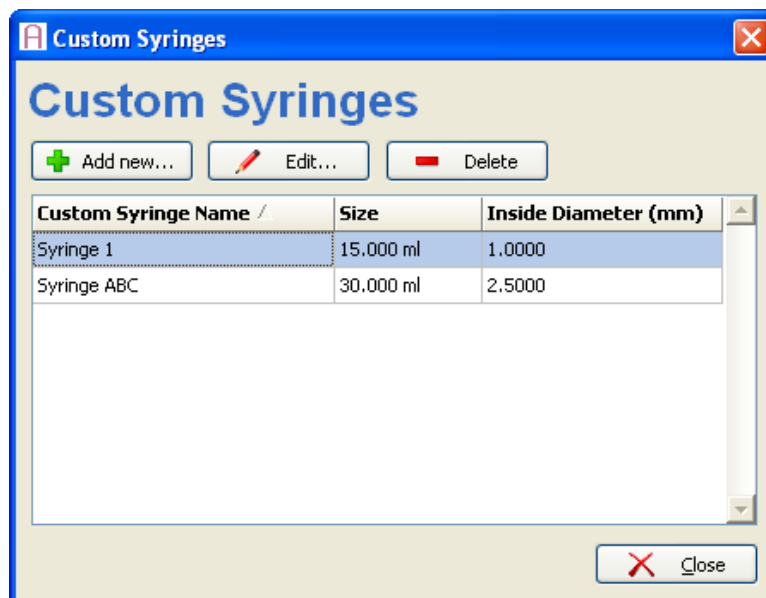 Custom Syringes
Custom Syringes
Add new... Edit... Delete
Custom Syringe Name Size Inside Diameter (mm)
Syringe 1 15.000 ml 1.0000
Syringe ABC 30.000 ml 2.5000
Close